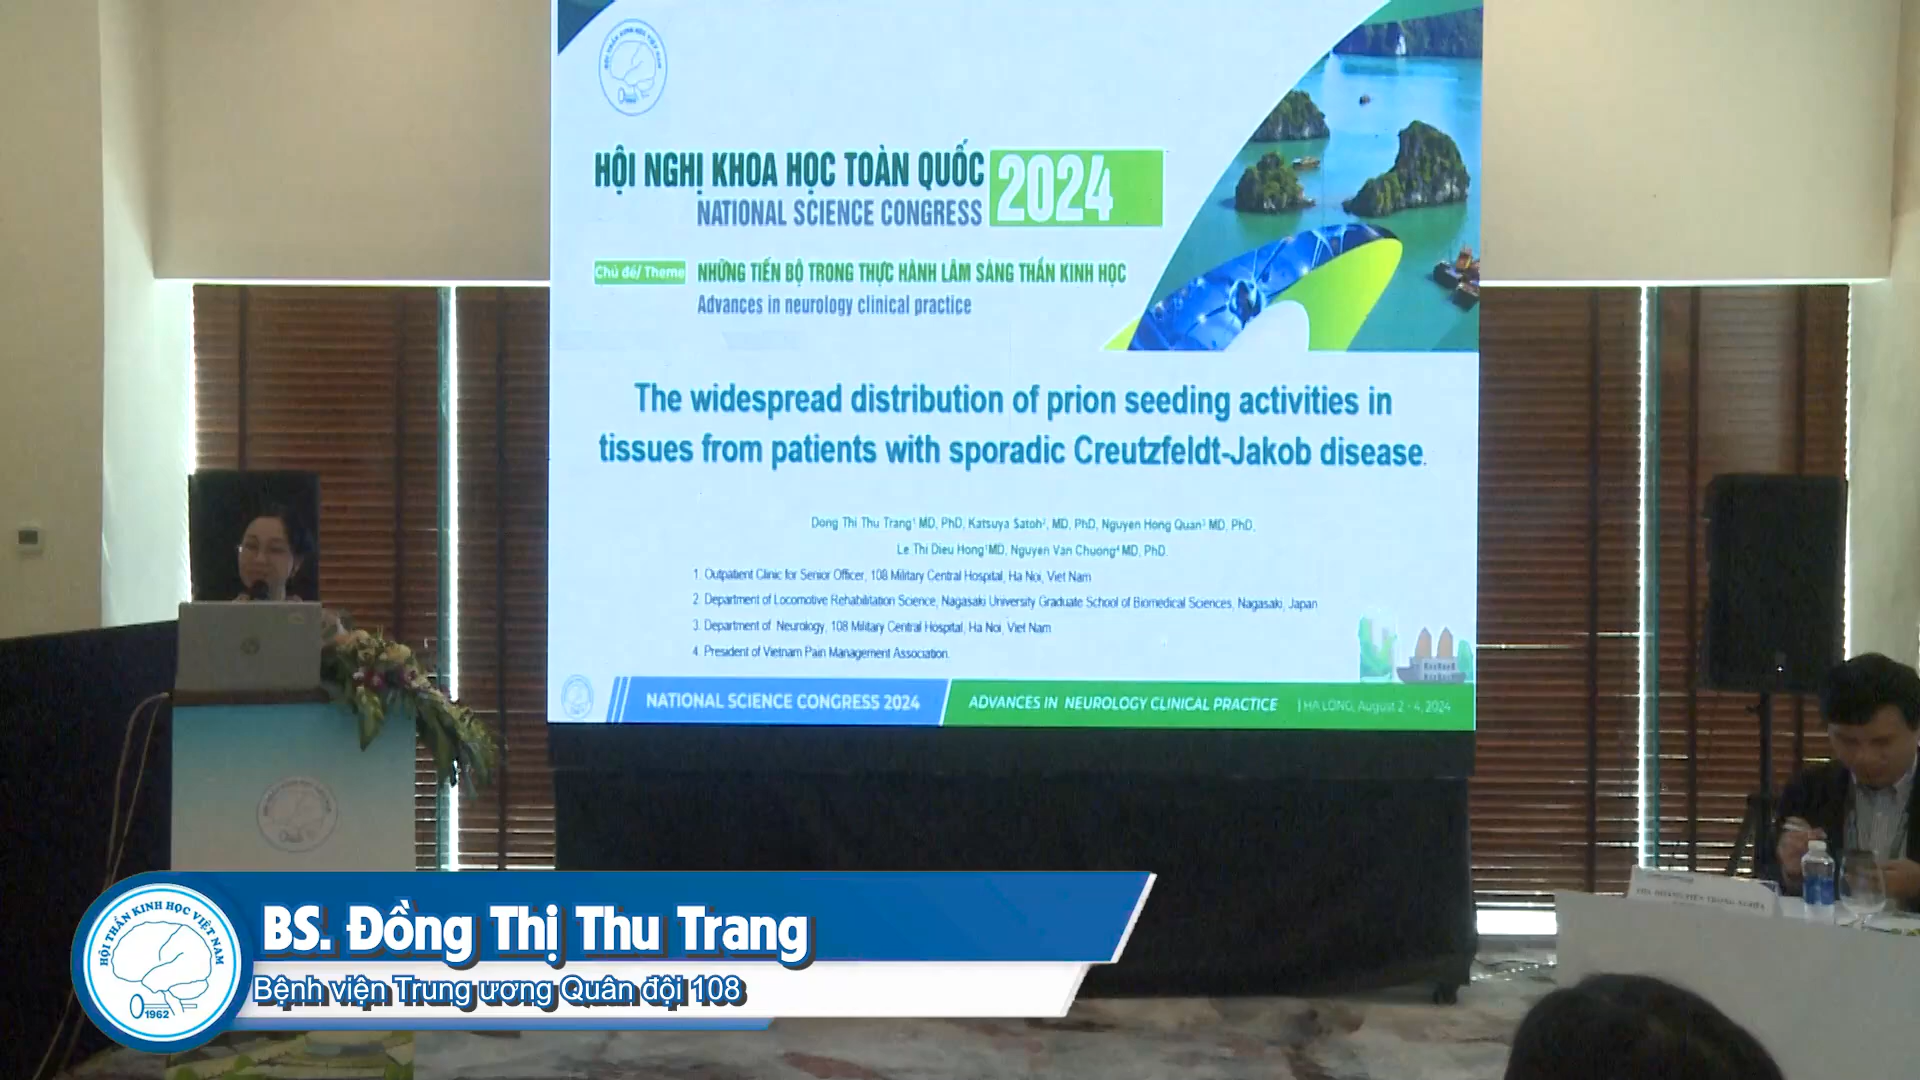 HỘI THẦN KINH HỌC VIỆT NAM
HỘI NGHỊ KHOA HỌC TOÀN QUỐC 2024
NATIONAL SCIENCE CONGRESS
Chủ đề/ Theme NHỮNG TIẾN BỘ TRONG THỰC HÀNH LÂM SÀNG THẦN KINH HỌC
Advances in neurology clinical practice
The widespread distribution of prion seeding activities in
tissues from patients with sporadic Creutzfeldt-Jakob disease.
Dong Thi Thu Trang¹ MD, PhD, Katsuya Satoh², MD, PhD, Nguyen Hong Quan³ MD, PhD,
Le Thi Dieu Hong¹MD, Nguyen Van Chuong⁴ MD, PhD.
1. Outpatient Clinic for Senior Officer, 108 Military Central Hospital, Ha Noi, Viet Nam
2. Department of Locomotive Rehabilitation Science, Nagasaki University Graduate School of Biomedical Sciences, Nagasaki, Japan
3. Department of Neurology, 108 Military Central Hospital, Ha Noi, Viet Nam
4. President of Vietnam Pain Management Association.
NATIONAL SCIENCE CONGRESS 2024 ADVANCES IN NEUROLOGY CLINICAL PRACTICE | HA LONG, August 2 - 4, 2024
BS. Đồng Thị Thu Trang
Bệnh viện Trung ương Quân đội 108
HỘI THẦN KINH HỌC VIỆT NAM
1962